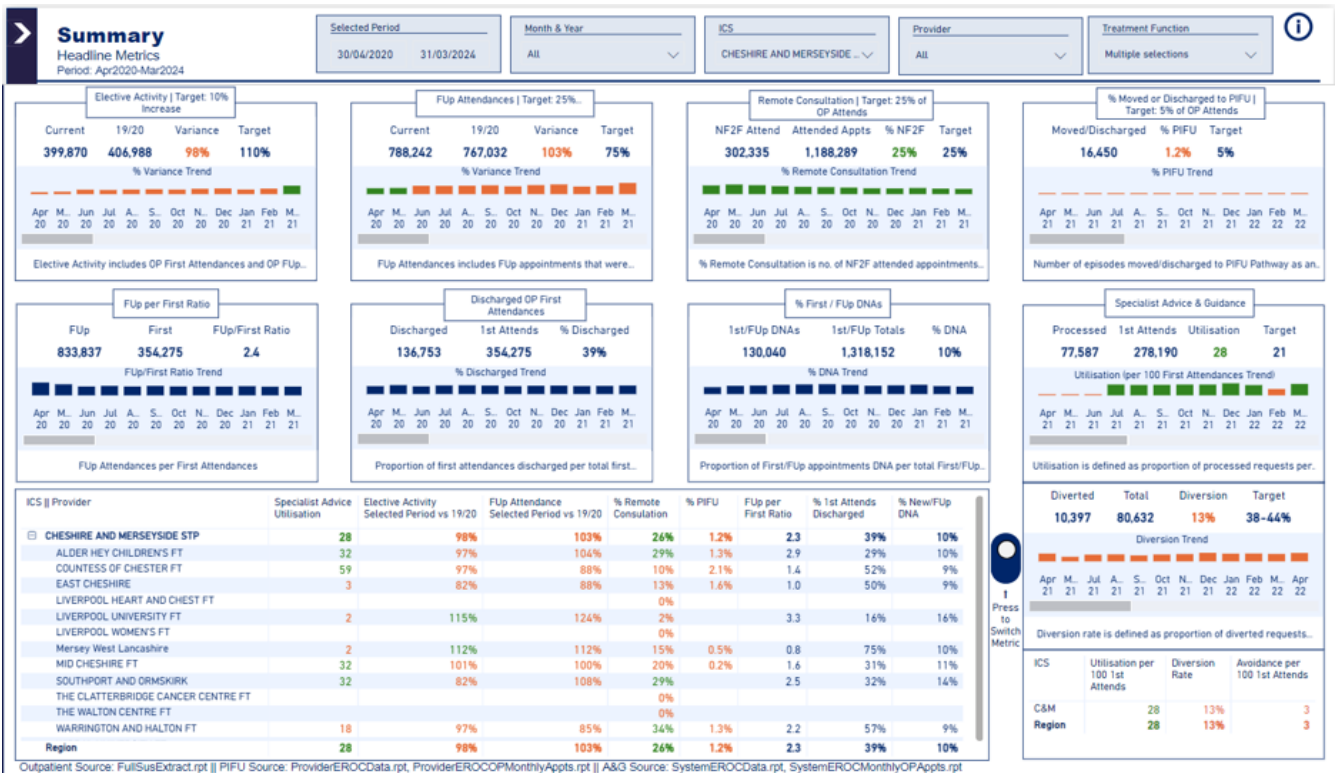 Summary
Headline Metrics
Period: Apr2020-Mar2024
Selected Period
30/04/2020 31/03/2024
Month & Year
All
ICS
CHESHIRE AND MERSEYSIDE ...
Provider
All
Treatment Function
Multiple selections
i
Elective Activity | Target: 10%
Increase
Current 19/20 Variance Target
399,870 406,988 98% 110%
% Variance Trend
Apr M... Jun Jul A... S... Oct N... Dec Jan Feb M...
20 20 20 20 20 20 20 20 20 21 21 21
Elective Activity includes OP First Attendances and OP FUp...
FUp Attendances | Target: 25%...
Current 19/20 Variance Target
788,242 767,032 103% 75%
% Variance Trend
Apr M... Jun Jul A... S... Oct N... Dec Jan Feb M...
20 20 20 20 20 20 20 20 20 21 21 21
FUp Attendances includes FUp appointments that were...
Remote Consultation | Target: 25% of
OP Attends
NF2F Attend Attended Appts % NF2F Target
302,335 1,188,289 25% 25%
% Remote Consultation Trend
Apr M... Jun Jul A... S... Oct N... Dec Jan Feb M...
20 20 20 20 20 20 20 20 20 21 21 21
% Remote Consultation is no. of NF2F attended appointments...
% Moved or Discharged to PIFU |
Target: 5% of OP Attends
Moved/Discharged % PIFU Target
16,450 1.2% 5%
% PIFU Trend
Apr M... Jun Jul A... S... Oct N... Dec Jan Feb M...
21 21 21 21 21 21 21 21 21 22 22 22
Number of episodes moved/discharged to PIFU Pathway as an...
FUp per First Ratio
FUp First FUp/First Ratio
833,837 354,275 2.4
FUp/First Ratio Trend
Apr M... Jun Jul A... S... Oct N... Dec Jan Feb M...
20 20 20 20 20 20 20 20 20 21 21 21
FUp Attendances per First Attendances
Discharged OP First
Attendances
Discharged 1st Attends % Discharged
136,753 354,275 39%
% Discharged Trend
Apr M... Jun Jul A... S... Oct N... Dec Jan Feb M...
20 20 20 20 20 20 20 20 20 21 21 21
Proportion of first attendances discharged per total first...
% First / FUp DNAs
1st/FUp DNAs 1st/FUp Totals % DNA
130,040 1,318,152 10%
% DNA Trend
Apr M... Jun Jul A... S... Oct N... Dec Jan Feb M...
20 20 20 20 20 20 20 20 20 21 21 21
Proportion of First/FUp appointments DNA per total First/FUp...
Specialist Advice & Guidance
Processed 1st Attends Utilisation Target
77,587 278,190 28 21
Utilisation (per 100 First Attendances Trend)
Apr M... Jun Jul A... S... Oct N... Dec Jan Feb M...
21 21 21 21 21 21 21 21 21 22 22 22
Utilisation is defined as proportion of processed requests per...
Diverted Total Diversion Target
10,397 80,632 13% 38-44%
Diversion Trend
Apr M... Jul A... S... Oct N... Dec Jan Feb M... Apr
21 21 21 21 21 21 21 21 22 22 22 22
Diversion rate is defined as proportion of diverted requests...
ICS Utilisation per 100 1st Attends Diversion Rate Avoidance per 100 1st Attends
C&M 28 13% 3
Region 28 13% 3
↑
Press
to
Switch
Metric
ICS || Provider Specialist Advice Utilisation Elective Activity Selected Period vs 19/20 FUp Attendance Selected Period vs 19/20 % Remote Consulation % PIFU FUp per First Ratio % 1st Attends Discharged % New/FUp DNA
CHESHIRE AND MERSEYSIDE STP 28 98% 103% 26% 1.2% 2.3 39% 10%
ALDER HEY CHILDREN'S FT 32 97% 104% 29% 1.3% 2.9 29% 10%
COUNTESS OF CHESTER FT 59 97% 88% 10% 2.1% 1.4 52% 9%
EAST CHESHIRE 3 82% 88% 13% 1.6% 1.0 50% 9%
LIVERPOOL HEART AND CHEST FT 0%
LIVERPOOL UNIVERSITY FT 2 115% 124% 2% 3.3 16% 16%
LIVERPOOL WOMEN'S FT 0%
Mersey West Lancashire 2 112% 112% 15% 0.5% 0.8 75% 10%
MID CHESHIRE FT 32 101% 100% 20% 0.2% 1.6 31% 11%
SOUTHPORT AND ORMSKIRK 32 82% 108% 29% 2.5 32% 14%
THE CLATTERBRIDGE CANCER CENTRE FT 0%
THE WALTON CENTRE FT 0%
WARRINGTON AND HALTON FT 18 97% 85% 34% 1.3% 2.2 57% 9%
Region 28 98% 103% 26% 1.2% 2.3 39% 10%
Outpatient Source: FullSusExtract.rpt || PIFU Source: ProviderEROCData.rpt, ProviderEROCOPMonthlyAppts.rpt || A&G Source: SystemEROCData.rpt, SystemEROCMonthlyOPAppts.rpt